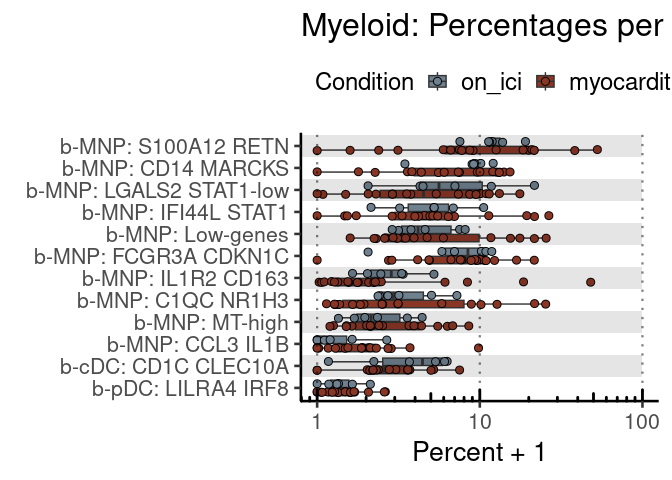 Myeloid: Percentages per
Condition on_ici myocardit
b-MNP: S100A12 RETN
b-MNP: CD14 MARCKS
b-MNP: LGALS2 STAT1-low
b-MNP: IFI44L STAT1
b-MNP: Low-genes
b-MNP: FCGR3A CDKN1C
b-MNP: IL1R2 CD163
b-MNP: C1QC NR1H3
b-MNP: MT-high
b-MNP: CCL3 IL1B
b-cDC: CD1C CLEC10A
b-pDC: LILRA4 IRF8
1 10 100
Percent + 1